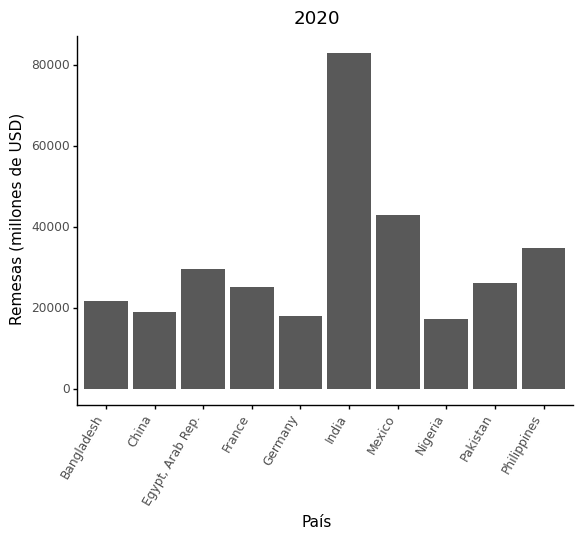 2020
Remesas (millones de USD)
80000
60000
40000
20000
0
Bangladesh
China
Egypt. Arab Rep.
France
Germany
India
Mexico
Nigeria
Pakistan
Philippines
País